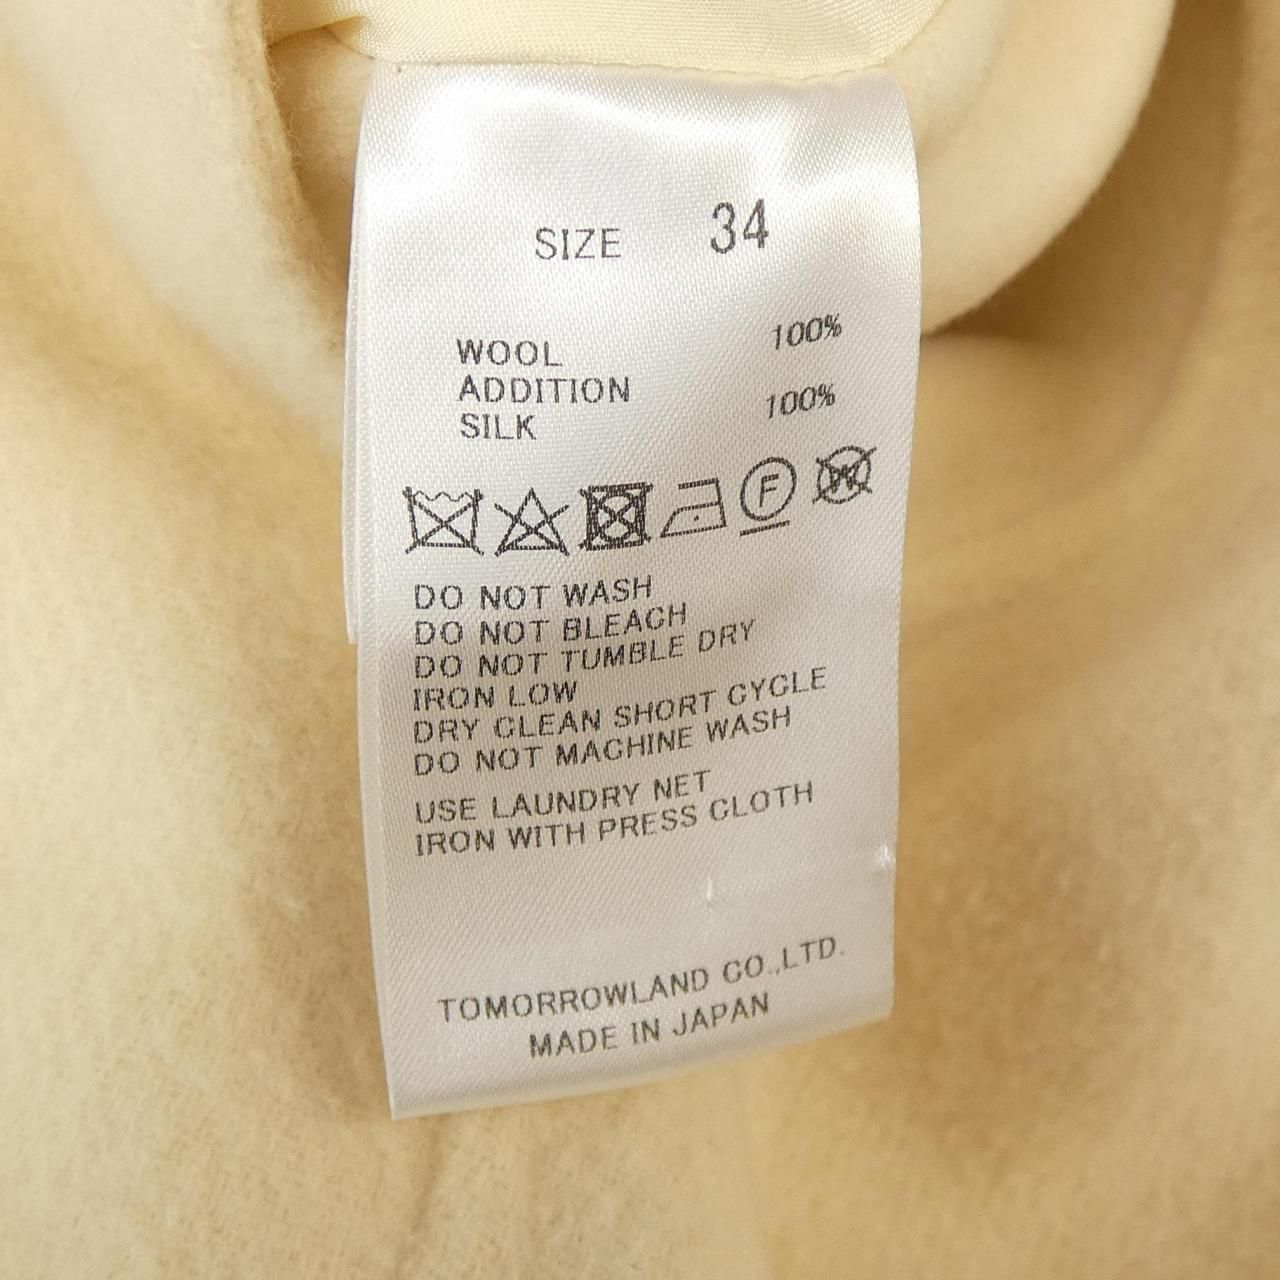 SIZE 34
WOOL 100%
ADDITION
SILK 100%
F W
DO NOT WASH
DO NOT BLEACH
DO NOT TUMBLE DRY
IRON LOW
DRY CLEAN SHORT CYCLE
DO NOT MACHINE WASH
USE LAUNDRY NET
IRON WITH PRESS CLOTH
TOMORROWLAND CO.,LTD.
MADE IN JAPAN